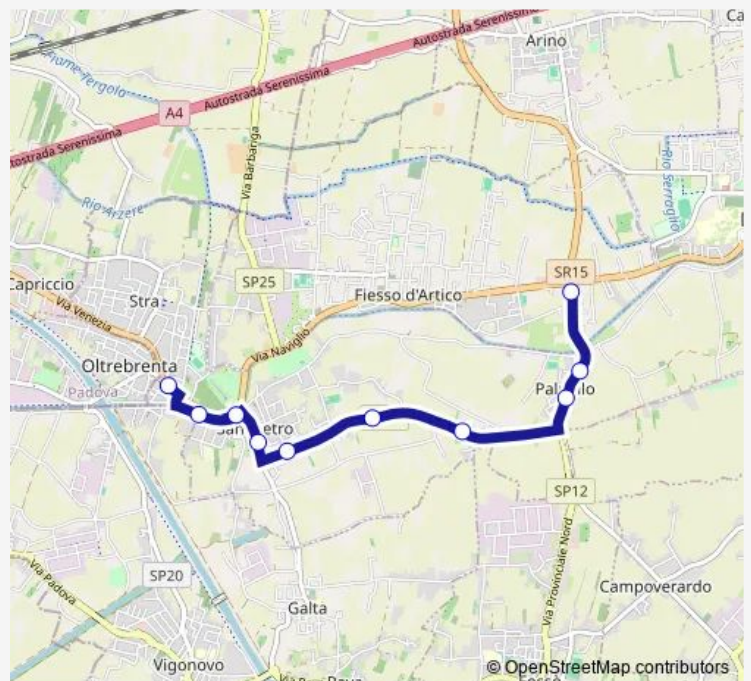 Autostrada Serenissima
Ca
Arino
Fiume Tergola
Autostrada Serenissima
A4
Via Barbariga
Rio Serraglio
Rio Arzere
SR15
SP25
Capriccio
Fiesso d'Artico
Stra
Via Venezia
Via Naviglio
Oltrebrenta
Padova
SP12
Via Provinciale Nord
SP20
Via Padova
Campoverardo
Galta
Vigonovo
© OpenStreetMap contributors